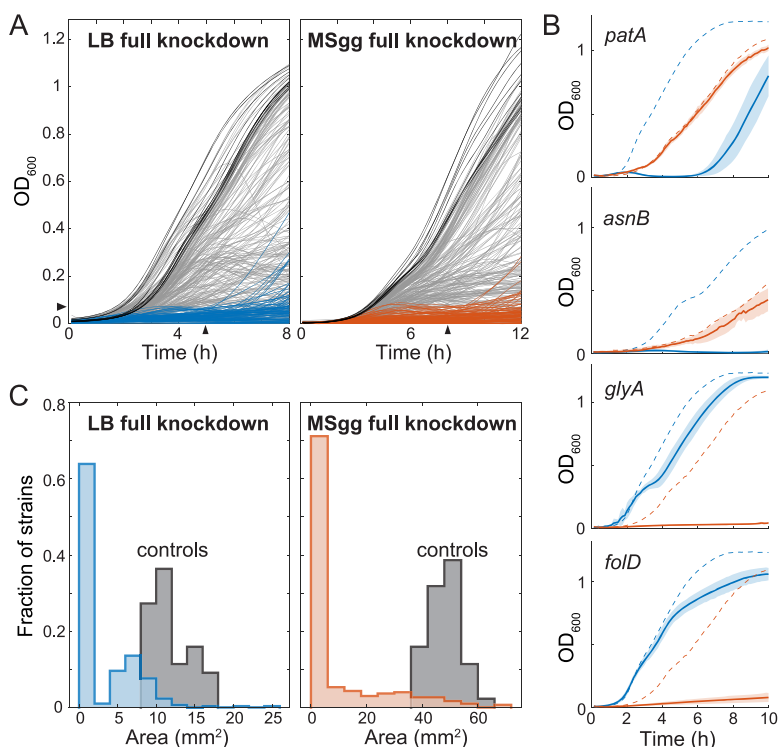 A
LB full knockdown
MSgg full knockdown
OD600
1.2
1
0.8
0.6
0.4
0.2
0
4
8
Time (h)
0
6
12
Time (h)
B
patA
OD600
1
0
asnB
OD600
1
0
glyA
OD600
1
0
folD
OD600
1
0
0 2 4 6 8 10
Time (h)
C
LB full knockdown
MSgg full knockdown
Fraction of strains
0.8
0.6
0.4
0.2
0
controls
controls
0 5 10 15 20 25
Area (mm2)
0 20 40 60
Area (mm2)